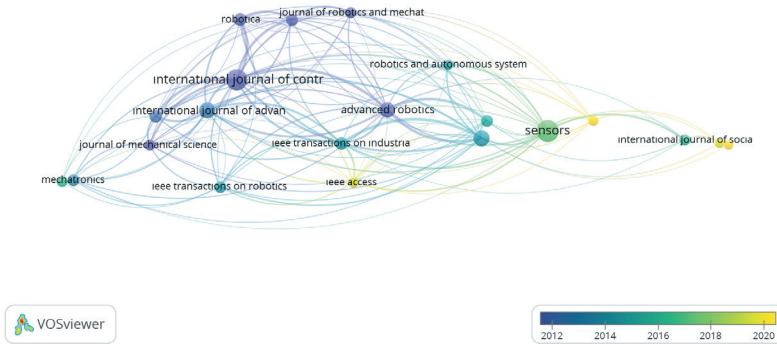 journal of robotics and mechat
robotica
robotics and autonomous system
international journal of contr
international journal of advan
advanced robotics
sensors
international journal of socia
journal of mechanical science
ieee transactions on industria
mechatronics
ieee transactions on robotics
ieee access
VOSviewer
2012 2014 2016 2018 2020